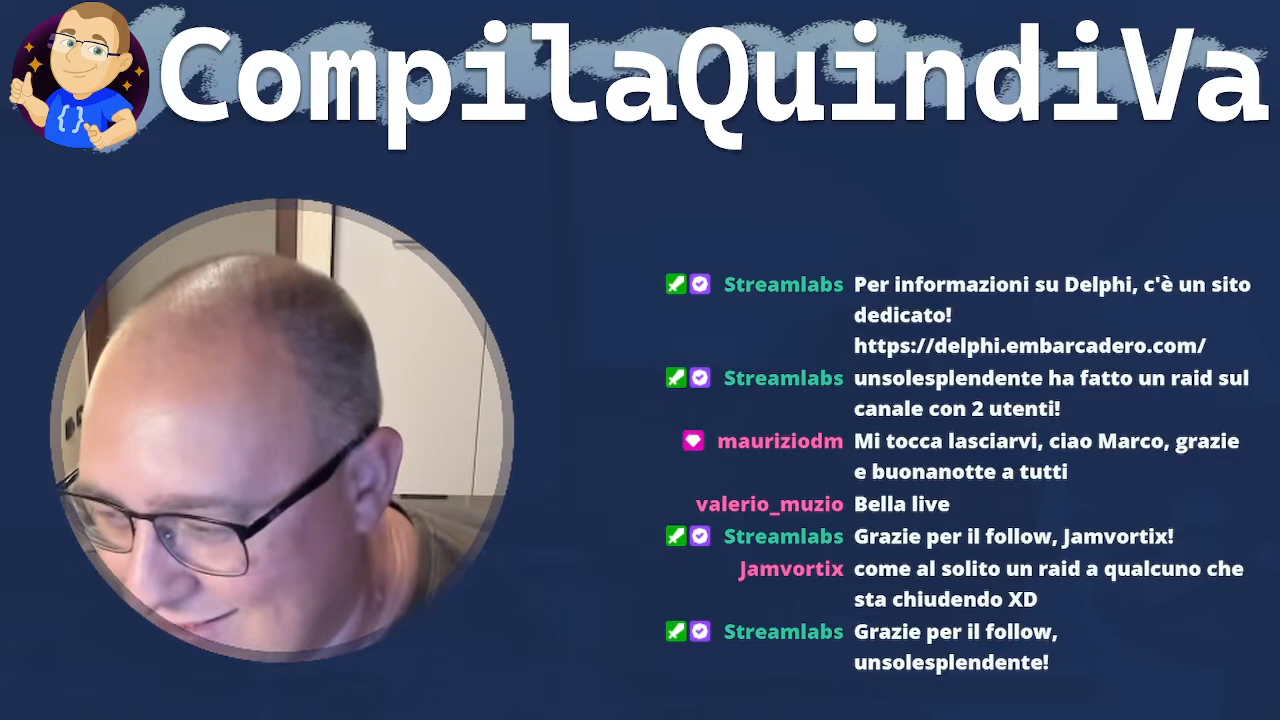 CompilaQuindiVa
{ }
Streamlabs Per informazioni su Delphi, c'è un sito
dedicato!
https://delphi.embarcadero.com/
Streamlabs unsolesplendente ha fatto un raid sul
canale con 2 utenti!
mauriziodm Mi tocca lasciarvi, ciao Marco, grazie
e buonanotte a tutti
valerio_muzio Bella live
Streamlabs Grazie per il follow, Jamvortix!
Jamvortix come al solito un raid a qualcuno che
sta chiudendo XD
Streamlabs Grazie per il follow,
unsolesplendente!